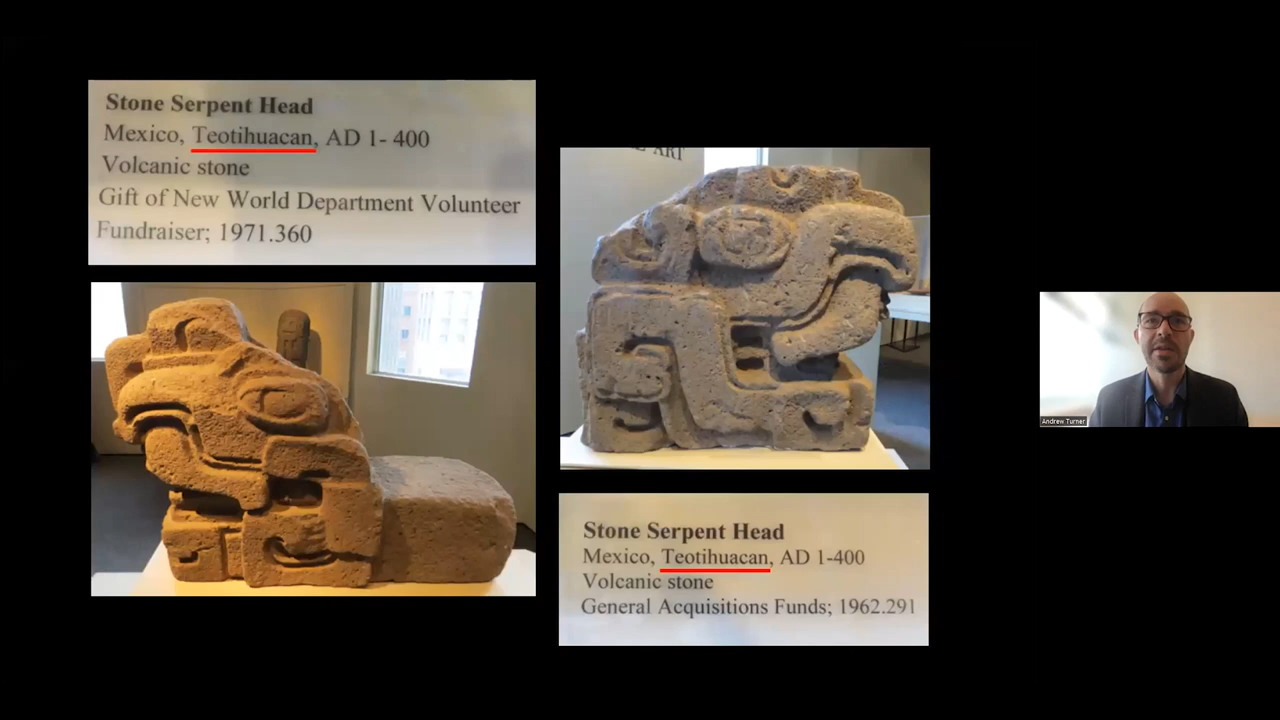 Stone Serpent Head
Mexico, Teotihuacan, AD 1- 400
Volcanic stone
Gift of New World Department Volunteer
Fundraiser; 1971.360
ART
Stone Serpent Head
Mexico, Teotihuacan, AD 1-400
Volcanic stone
General Acquisitions Funds; 1962.291
Andrew Turner